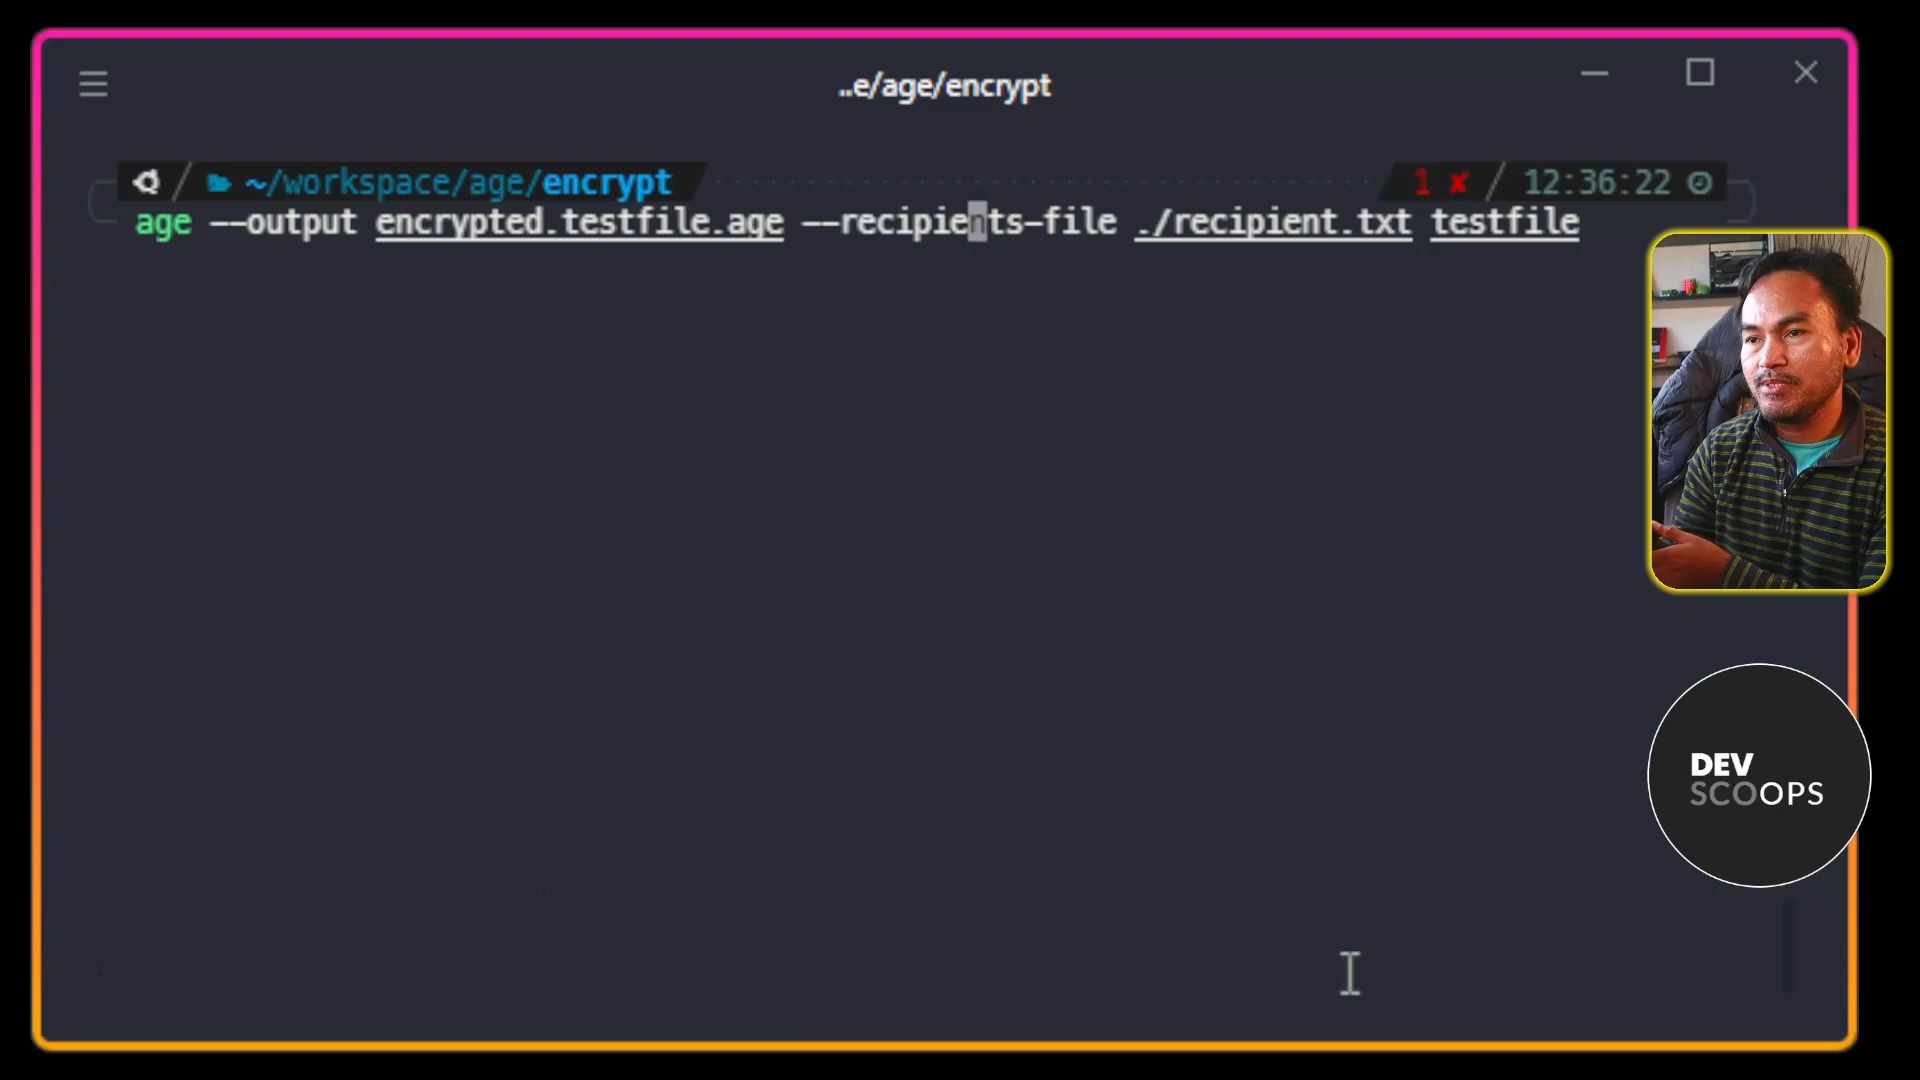 ..e/age/encrypt
~/workspace/age/encrypt 1 ✘ 12:36:22
age --output encrypted.testfile.age --recipients-file ./recipient.txt testfile
DEV
SCOOPS